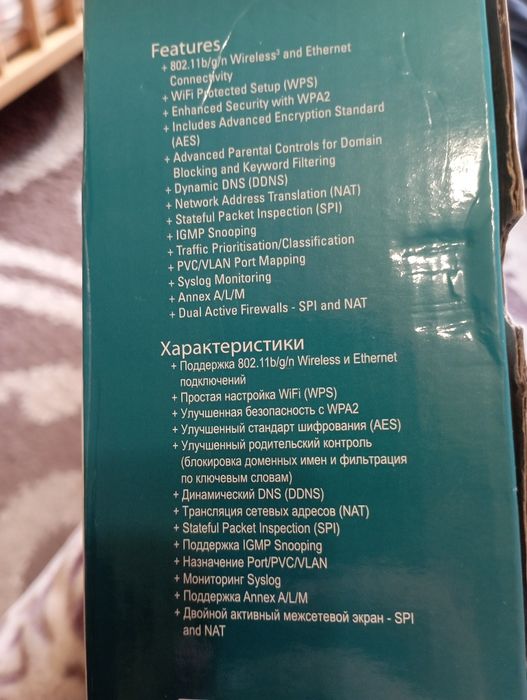 Features
+ 802.11b/g/n Wireless³ and Ethernet
Connectivity
+ WiFi Protected Setup (WPS)
+ Enhanced Security with WPA2
+ Includes Advanced Encryption Standard
(AES)
+ Advanced Parental Controls for Domain
Blocking and Keyword Filtering
+ Dynamic DNS (DDNS)
+ Network Address Translation (NAT)
+ Stateful Packet Inspection (SPI)
+ IGMP Snooping
+ Traffic Prioritisation/Classification
+ PVC/VLAN Port Mapping
+ Syslog Monitoring
+ Annex A/L/M
+ Dual Active Firewalls - SPI and NAT
Характеристики
+ Поддержка 802.11b/g/n Wireless и Ethernet
подключений
+ Простая настройка WiFi (WPS)
+ Улучшенная безопасность с WPA2
+ Улучшенный стандарт шифрования (AES)
+ Улучшенный родительский контроль
(блокировка доменных имен и фильтрация
по ключевым словам)
+ Динамический DNS (DDNS)
+ Трансляция сетевых адресов (NAT)
+ Stateful Packet Inspection (SPI)
+ Поддержка IGMP Snooping
+ Назначение Port/PVC/VLAN
+ Мониторинг Syslog
+ Поддержка Annex A/L/M
+ Двойной активный межсетевой экран - SPI
and NAT